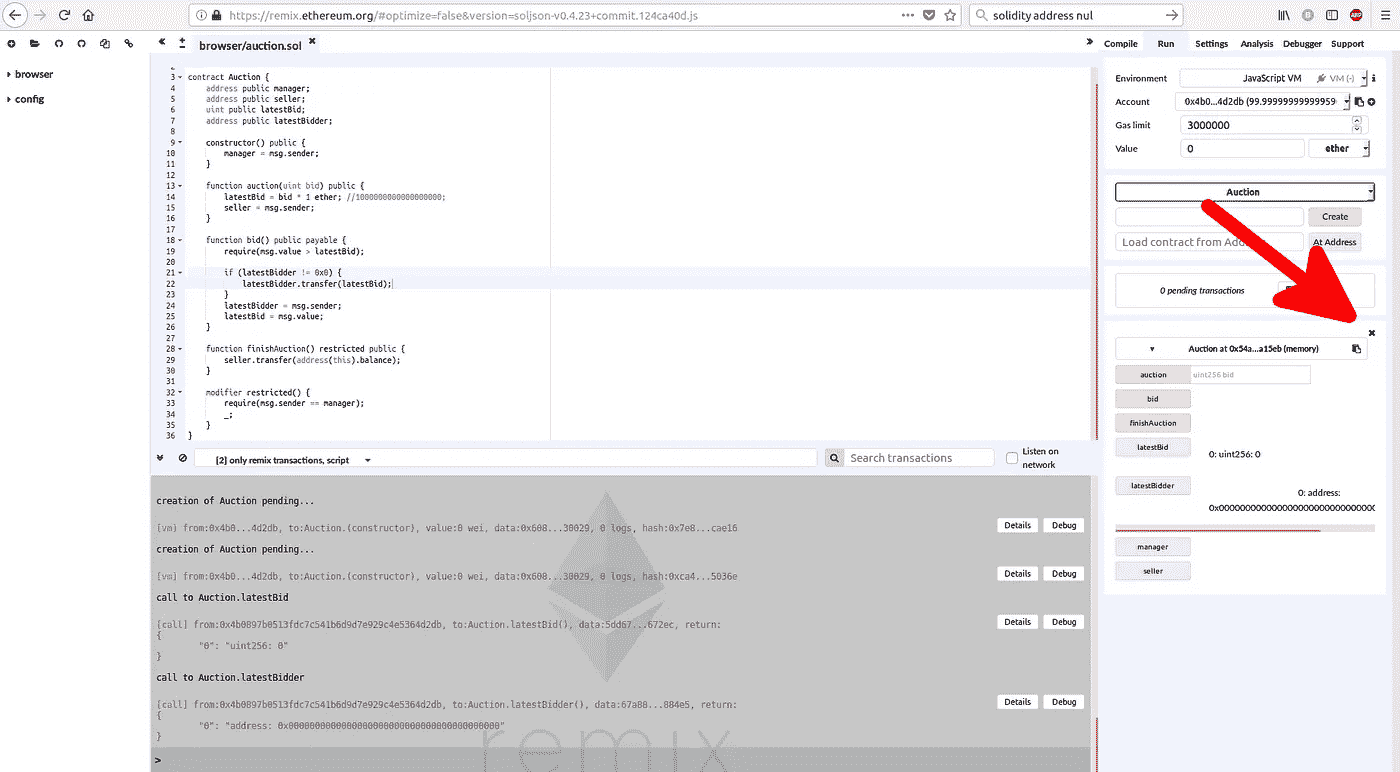 https://remix.ethereum.org/#optimize=false&version=soljson-v0.4.23+commit.124ca40d.js
solidity address nul
browser/auction.sol
Compile Run Settings Analysis Debugger Support
browser
config
2
3 contract Auction {
4 address public manager;
5 address public seller;
6 uint public latestBid;
7 address public latestBidder;
8
9 constructor() public {
10 manager = msg.sender;
11 }
12
13 function auction(uint bid) public {
14 latestBid = bid * 1 ether; //1000000000000000000;
15 seller = msg.sender;
16 }
17
18 function bid() public payable {
19 require(msg.value > latestBid);
20
21 if (latestBidder != 0x0) {
22 latestBidder.transfer(latestBid);
23 }
24 latestBidder = msg.sender;
25 latestBid = msg.value;
26 }
27
28 function finishAuction() restricted public {
29 seller.transfer(address(this).balance);
30 }
31
32 modifier restricted() {
33 require(msg.sender == manager);
34 _;
35 }
36 }
Environment JavaScript VM VM (-) i
Account 0x4b0...4d2db (99.99999999999959
Gas limit 3000000
Value 0 ether
Auction
Create
Load contract from Add At Address
0 pending transactions
Auction at 0x54a...a15eb (memory)
auction uint256 bid
bid
finishAuction
latestBid 0: uint256: 0
latestBidder 0: address:
manager
seller
[2] only remix transactions, script
Search transactions
Listen on
network
creation of Auction pending...
[vm] from:0x4b0...4d2db, to:Auction.(constructor), value:0 wei, data:0x608...30029, 0 logs, hash:0x7e8...cae16 Details Debug
creation of Auction pending...
[vm] from:0x4b0...4d2db, to:Auction.(constructor), value:0 wei, data:0x608...30029, 0 logs, hash:0xca4...5036e Details Debug
call to Auction.latestBid
[call] from:0x4b0897b0513fdc7c541b6d9d7e929c4e5364d2db, to:Auction.latestBid(), data:5dd67...672ec, return: Details Debug
{
"0": "uint256: 0"
}
call to Auction.latestBidder
[call] from:0x4b0897b0513fdc7c541b6d9d7e929c4e5364d2db, to:Auction.latestBidder(), data:67a88...884e5, return: Details Debug
{
"0": "address: 0x0000000000000000000000000000000000000000"
}
>
remix